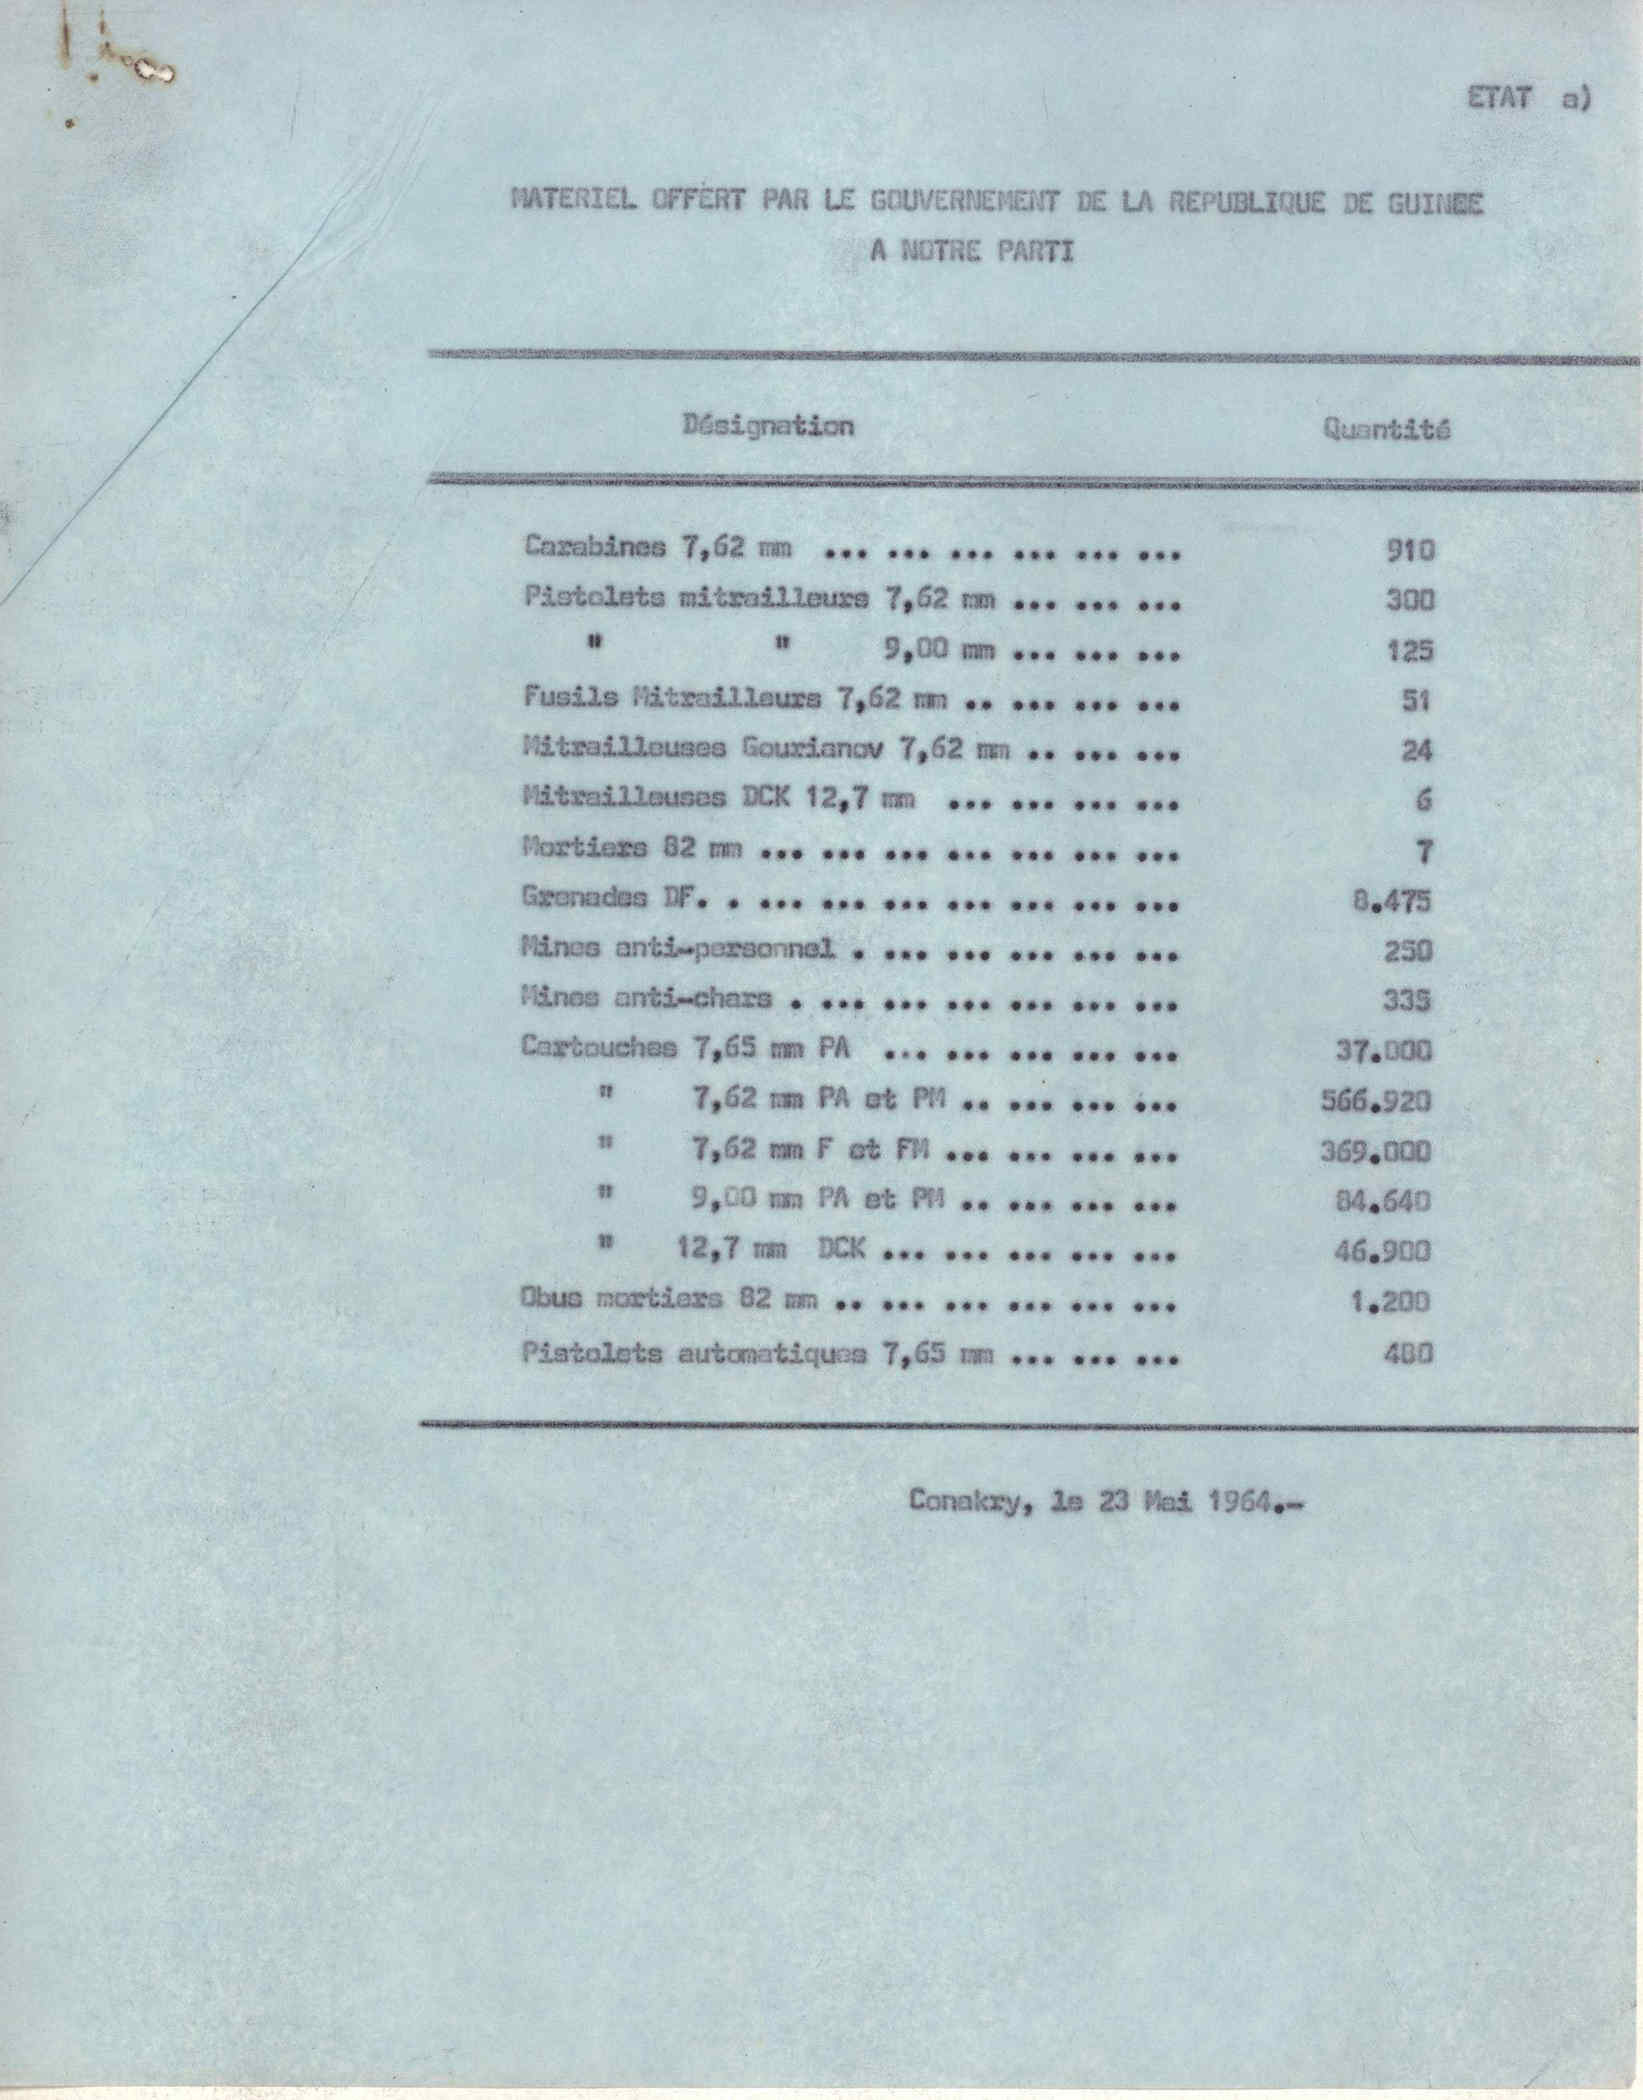 ETAT a)
MATERIEL OFFERT PAR LE GOUVERNEMENT DE LA REPUBLIQUE DE GUINEE
A NOTRE PARTI
Désignation Quantité
Carabines 7,62 mm ... ... ... ... ... ... 910
Pistolets mitrailleurs 7,62 mm ... ... ... 300
" " 9,00 mm ... ... ... 125
Fusils Mitrailleurs 7,62 mm .. ... ... ... 51
Mitrailleuses Gourianov 7,62 mm .. ... ... 24
Mitrailleuses DCK 12,7 mm ... ... ... ... 6
Mortiers 82 mm ... ... ... ... ... ... ... 7
Grenades DF. . ... ... ... ... ... ... ... 8.475
Mines anti-personnel . ... ... ... ... ... 250
Mines anti-chars . ... ... ... ... ... ... 335
Cartouches 7,65 mm PA ... ... ... ... ... 37.000
" 7,62 mm PA et PM .. ... ... ... 566.920
" 7,62 mm F et FM ... ... ... ... 369.000
" 9,00 mm PA et PM .. ... ... ... 84.640
" 12,7 mm DCK ... ... ... ... ... 46.900
Obus mortiers 82 mm .. ... ... ... ... ... 1.200
Pistolets automatiques 7,65 mm ... ... ... 480
Conakry, le 23 Mai 1964.-